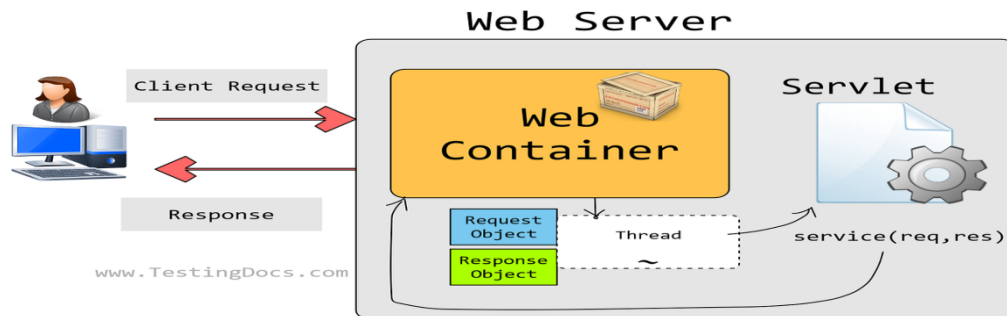 Web Server
Client Request
Response
www.TestingDocs.com
Web
Container
Servlet
Request
Object
Response
Object
Thread
~
service(req,res)